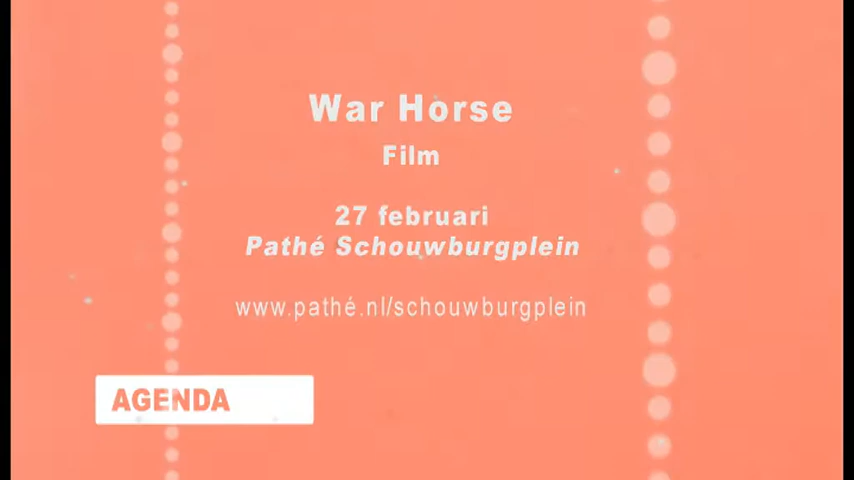 War Horse
Film
27 februari
Pathé Schouwburgplein
www.pathé.nl/schouwburgplein
AGENDA